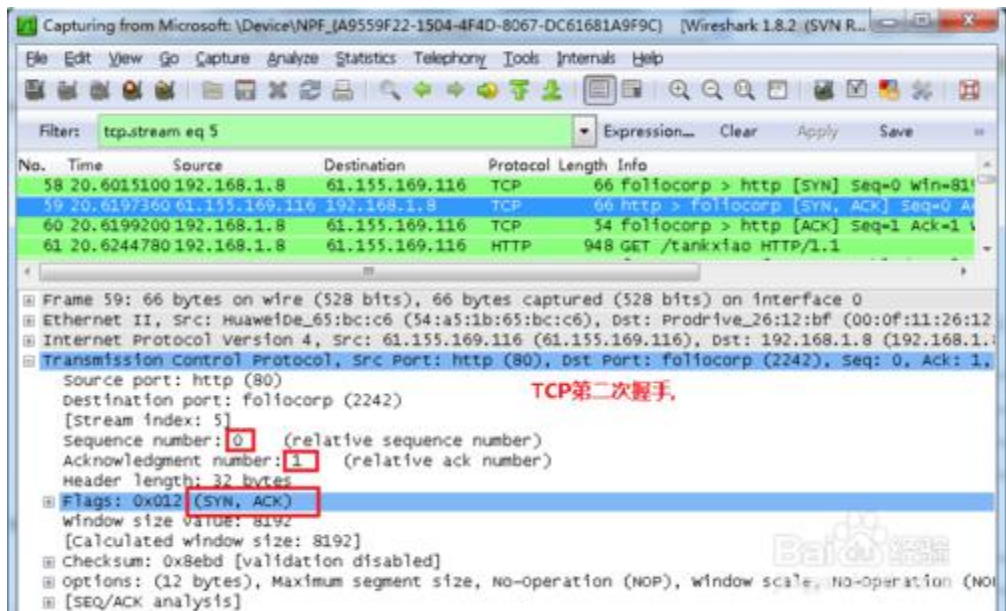 Capturing from Microsoft: \Device\NPF_{A9559F22-1504-4F4D-8067-DC61681A9F9C} [Wireshark 1.8.2 (SVN R...
File Edit View Go Capture Analyze Statistics Telephony Tools Internals Help
Filter: tcp.stream eq 5 Expression... Clear Apply Save
No. Time Source Destination Protocol Length Info
58 20.6015100 192.168.1.8 61.155.169.116 TCP 66 foliocorp > http [SYN] Seq=0 Win=819
59 20.6197360 61.155.169.116 192.168.1.8 TCP 66 http > foliocorp [SYN, ACK] Seq=0 A
60 20.6199200 192.168.1.8 61.155.169.116 TCP 54 foliocorp > http [ACK] Seq=1 Ack=1
61 20.6244780 192.168.1.8 61.155.169.116 HTTP 948 GET /tankxiao HTTP/1.1
Frame 59: 66 bytes on wire (528 bits), 66 bytes captured (528 bits) on interface 0
Ethernet II, Src: HuaweiDe_65:bc:c6 (54:a5:1b:65:bc:c6), Dst: Prodrive_26:12:bf (00:0f:11:26:12
Internet Protocol Version 4, Src: 61.155.169.116 (61.155.169.116), Dst: 192.168.1.8 (192.168.1.
Transmission Control Protocol, Src Port: http (80), Dst Port: foliocorp (2242), Seq: 0, Ack: 1,
Source port: http (80)
TCP第二次握手,
Destination port: foliocorp (2242)
[Stream index: 5]
Sequence number: 0 (relative sequence number)
Acknowledgment number: 1 (relative ack number)
Header length: 32 bytes
Flags: 0x012 (SYN, ACK)
Window size value: 8192
[Calculated window size: 8192]
Checksum: 0x8ebd [validation disabled]
Options: (12 bytes), Maximum segment size, No-Operation (NOP), Window scale, No-Operation (NO
[SEQ/ACK analysis]
Baidu 经验